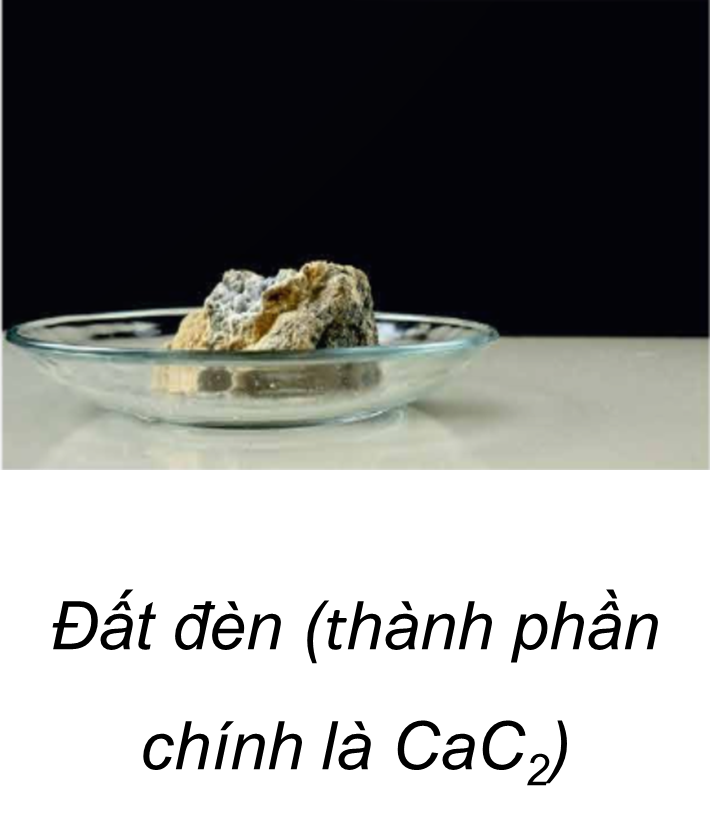 Đất đèn (thành phần
chính là CaC₂)